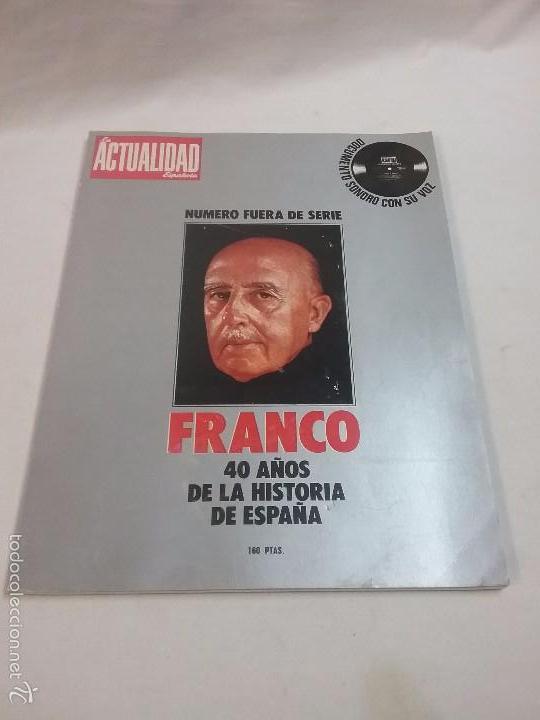 La
ACTUALIDAD
Española
DOCUMENTO SONORO CON SU VOZ
NUMERO FUERA DE SERIE
FRANCO
40 AÑOS
DE LA HISTORIA
DE ESPAÑA
160 PTAS.
todocoleccion.net